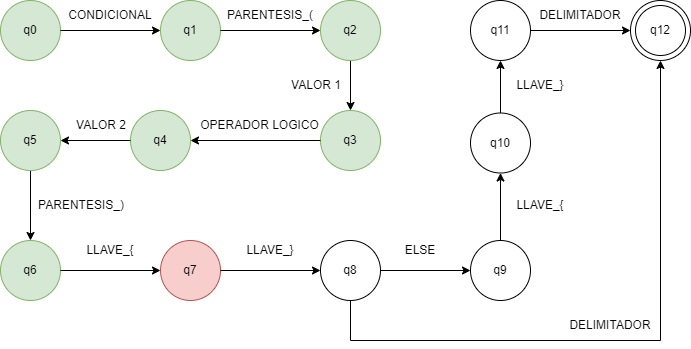 q0
CONDICIONAL
q1
PARENTESIS_(
q2
q11
DELIMITADOR
q12
VALOR 1
LLAVE_}
q5
VALOR 2
q4
OPERADOR LOGICO
q3
q10
PARENTESIS_)
LLAVE_{
q6
LLAVE_{
q7
LLAVE_}
q8
ELSE
q9
DELIMITADOR